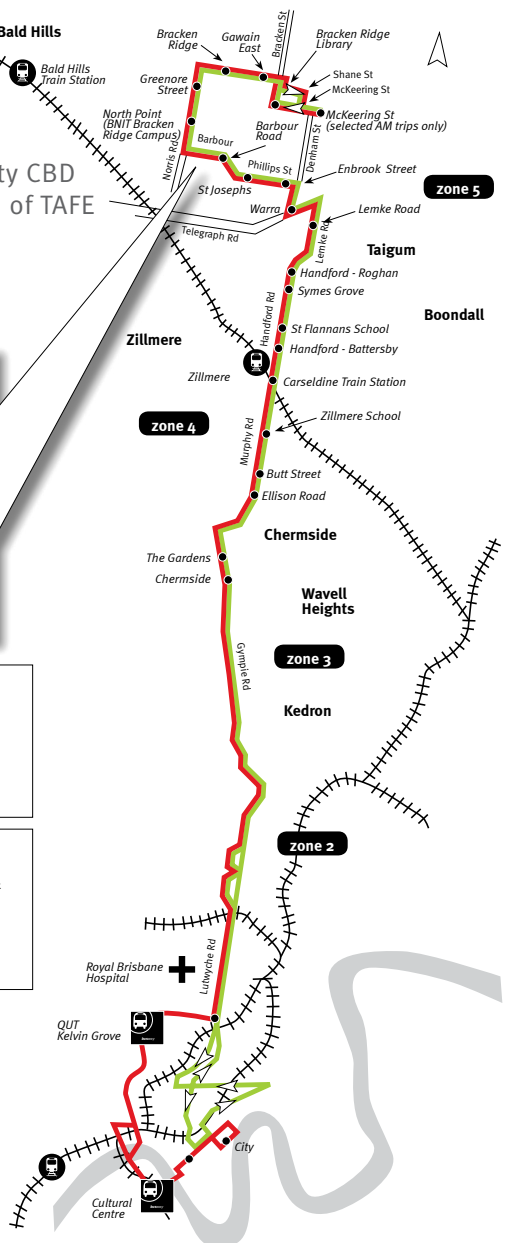 Bald Hills
Bald Hills
Train Station
Bracken
Ridge
Gawain
East
Bracken St
Bracken Ridge
Library
Shane St
McKeering St
Greenore
Street
McKeering St
(selected AM trips only)
North Point
(BNIT Bracken
Ridge Campus)
Barbour
Barbour
Road
Denham St
Norris Rd
Phillips St
Enbrook Street
St Josephs
ty CBD
of TAFE
zone 5
Warra
Lemke Road
Telegraph Rd
Lemke Rd
Taigum
Handford - Roghan
Symes Grove
Boondall
Handford Rd
St Flannans School
Zillmere
Handford - Battersby
Zillmere
Carseldine Train Station
zone 4
Zillmere School
Murphy Rd
Butt Street
Ellison Road
Chermside
The Gardens
Chermside
Wavell
Heights
Gympie Rd
zone 3
Kedron
zone 2
Lutwyche Rd
Royal Brisbane
Hospital
QUT
Kelvin Grove
City
Cultural
Centre